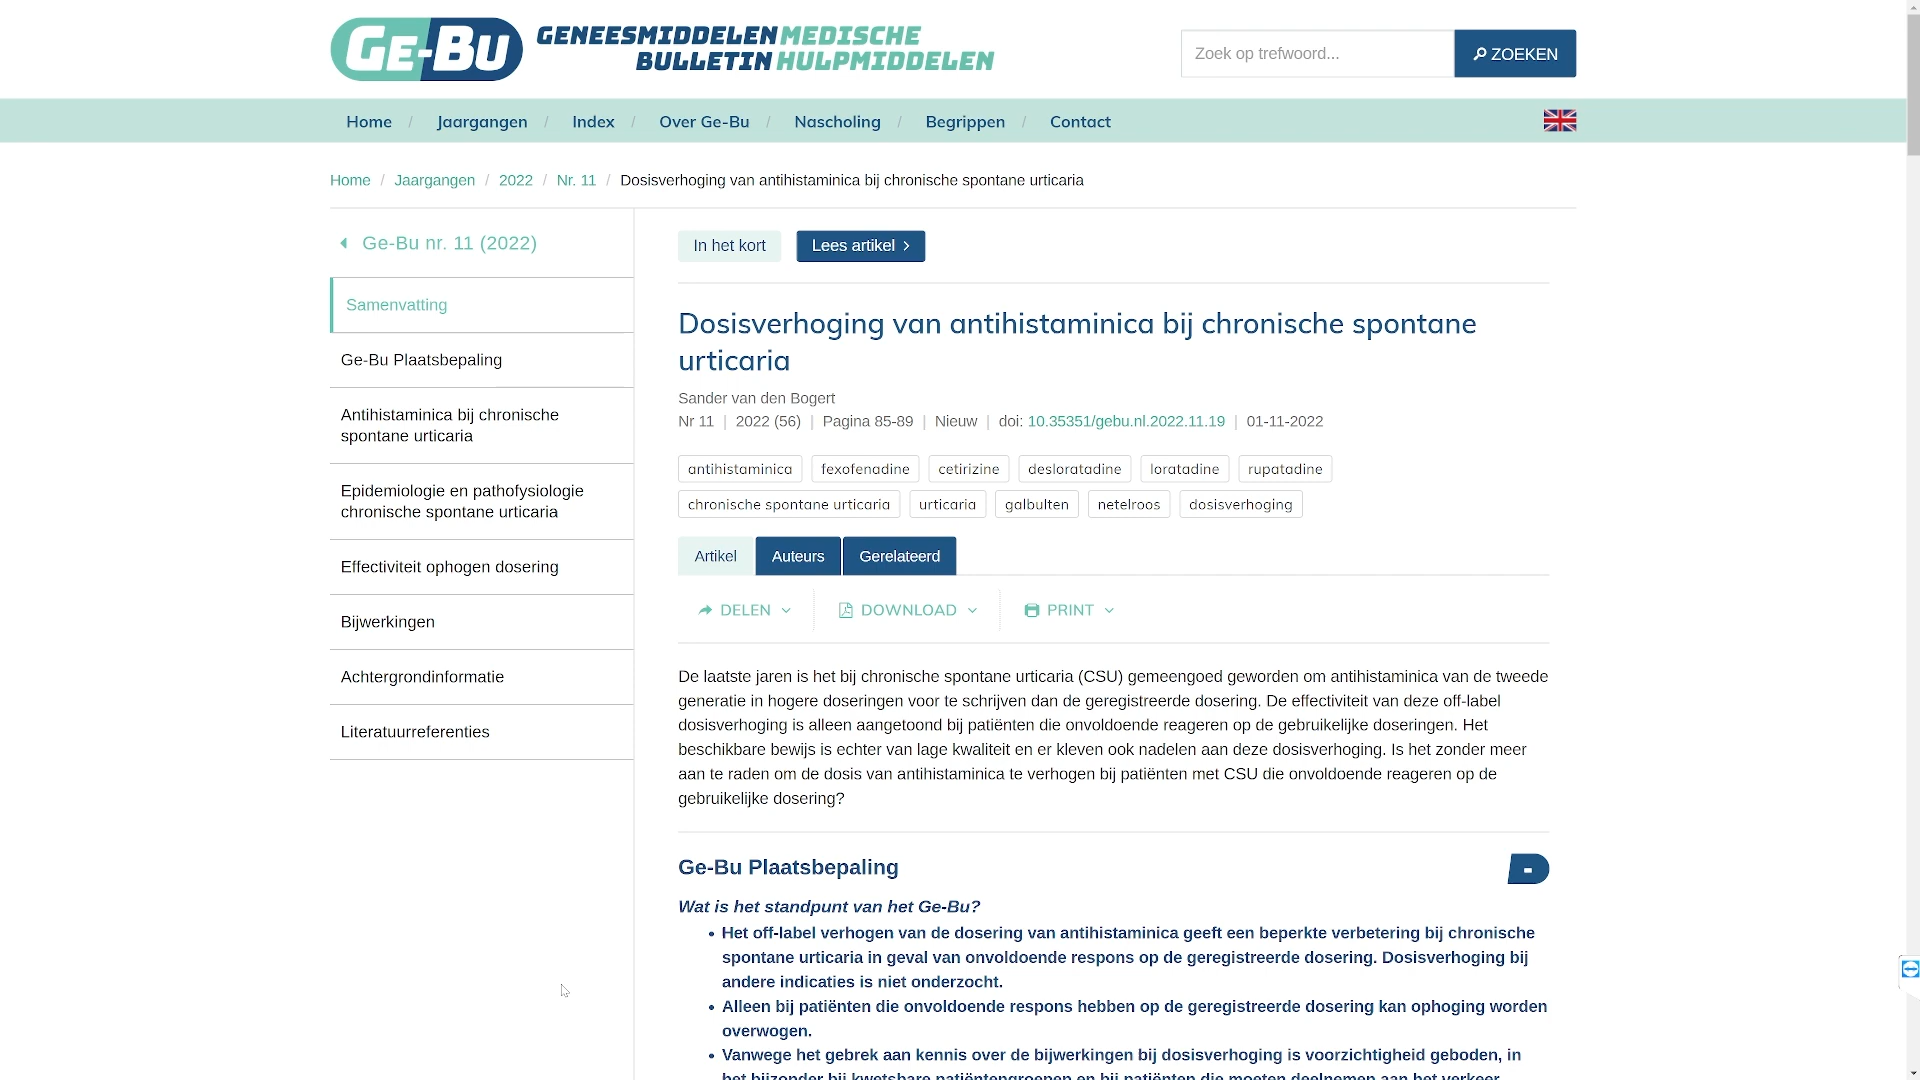 GE-BU GENEESMIDDELEN MEDISCHE
BULLETIN HULPMIDDELEN
Zoek op trefwoord...
ZOEKEN
Home / Jaargangen / Index / Over Ge-Bu / Nascholing / Begrippen / Contact
Home / Jaargangen / 2022 / Nr. 11 / Dosisverhoging van antihistaminica bij chronische spontane urticaria
Ge-Bu nr. 11 (2022)
Samenvatting
Ge-Bu Plaatsbepaling
Antihistaminica bij chronische
spontane urticaria
Epidemiologie en pathofysiologie
chronische spontane urticaria
Effectiviteit ophogen dosering
Bijwerkingen
Achtergrondinformatie
Literatuurreferenties
In het kort
Lees artikel
Dosisverhoging van antihistaminica bij chronische spontane
urticaria
Sander van den Bogert
Nr 11 | 2022 (56) | Pagina 85-89 | Nieuw | doi: 10.35351/gebu.nl.2022.11.19 | 01-11-2022
antihistaminica fexofenadine cetirizine desloratadine loratadine rupatadine
chronische spontane urticaria urticaria galbulten netelroos dosisverhoging
Artikel Auteurs Gerelateerd
DELEN DOWNLOAD PRINT
De laatste jaren is het bij chronische spontane urticaria (CSU) gemeengoed geworden om antihistaminica van de tweede
generatie in hogere doseringen voor te schrijven dan de geregistreerde dosering. De effectiviteit van deze off-label
dosisverhoging is alleen aangetoond bij patiënten die onvoldoende reageren op de gebruikelijke doseringen. Het
beschikbare bewijs is echter van lage kwaliteit en er kleven ook nadelen aan deze dosisverhoging. Is het zonder meer
aan te raden om de dosis van antihistaminica te verhogen bij patiënten met CSU die onvoldoende reageren op de
gebruikelijke dosering?
Ge-Bu Plaatsbepaling
-
Wat is het standpunt van het Ge-Bu?
• Het off-label verhogen van de dosering van antihistaminica geeft een beperkte verbetering bij chronische
spontane urticaria in geval van onvoldoende respons op de geregistreerde dosering. Dosisverhoging bij
andere indicaties is niet onderzocht.
• Alleen bij patiënten die onvoldoende respons hebben op de geregistreerde dosering kan ophoging worden
overwogen.
• Vanwege het gebrek aan kennis over de bijwerkingen bij dosisverhoging is voorzichtigheid geboden, in
het bijzonder bij kwetsbare patiëntengroepen en bij patiënten die moeten deelnemen aan het verkeer